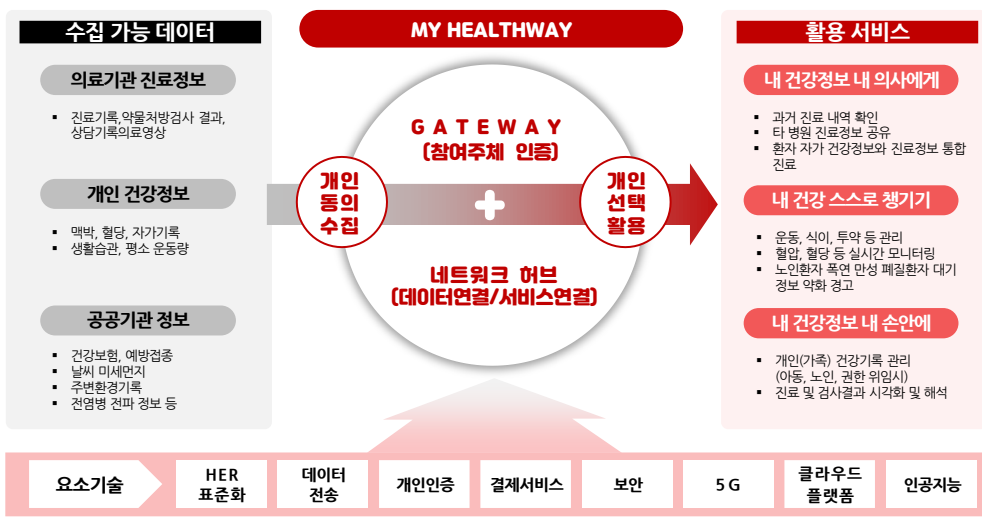 수집 가능 데이터
의료기관 진료정보
▪ 진료기록,약물처방검사 결과,
상담기록의료영상
개인 건강정보
▪ 맥박, 혈당, 자가기록
▪ 생활습관, 평소 운동량
공공기관 정보
▪ 건강보험, 예방접종
▪ 날씨 미세먼지
▪ 주변환경기록
▪ 전염병 전파 정보 등
MY HEALTHWAY
GATEWAY
(참여주체 인증)
개인
동의
수집
개인
선택
활용
네트워크 허브
(데이터연결/서비스연결)
활용 서비스
내 건강정보 내 의사에게
▪ 과거 진료 내역 확인
▪ 타 병원 진료정보 공유
▪ 환자 자가 건강정보와 진료정보 통합
진료
내 건강 스스로 챙기기
▪ 운동, 식이, 투약 등 관리
▪ 혈압, 혈당 등 실시간 모니터링
▪ 노인환자 폭연 만성 폐질환자 대기
정보 악화 경고
내 건강정보 내 손안에
▪ 개인(가족) 건강기록 관리
(아동, 노인, 권한 위임시)
▪ 진료 및 검사결과 시각화 및 해석
요소기술
HER
표준화
데이터
전송
개인인증
결제서비스
보안
5 G
클라우드
플랫폼
인공지능